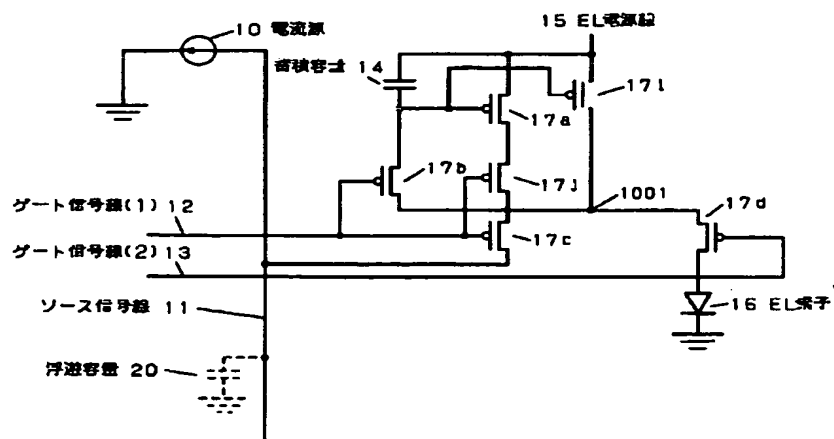 10 電流源
15 EL電源線
蓄積容量 14
17l
17a
17b
17j
1001
17d
ゲート信号線(1) 12
17c
ゲート信号線(2) 13
ソース信号線 11
16 EL素子
浮遊容量 20